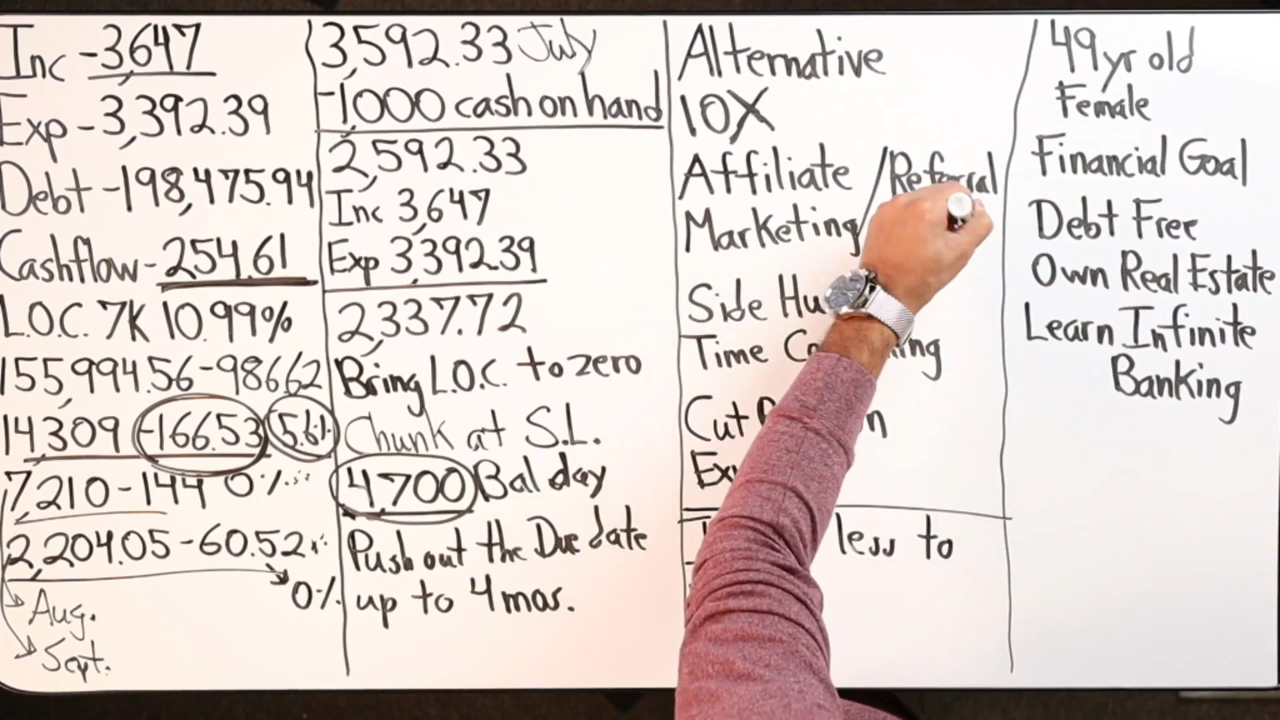 Inc - 3,647
Exp - 3,392.39
Debt - 198,475.94
Cashflow - 254.61
L.O.C. 7K 10.99%
155,994.56 - 986.62
14,309 - 166.53 5.61%
7,210 - 144 0%
2,204.05 - 60.52
0%
Aug.
Sept.
3,592.33 July
-1,000 cash on hand
2,592.33
Inc 3,647
Exp 3,392.39
2,337.72
Bring L.O.C. to zero
Chunk at S.L.
4,700 Bal day
Push out the Due date
up to 4 mos.
Alternative
10X
Affiliate / Referral
Marketing
Side
Time
less to
49 yr old
Female
Financial Goal
Debt Free
Own Real Estate
Learn Infinite
Banking